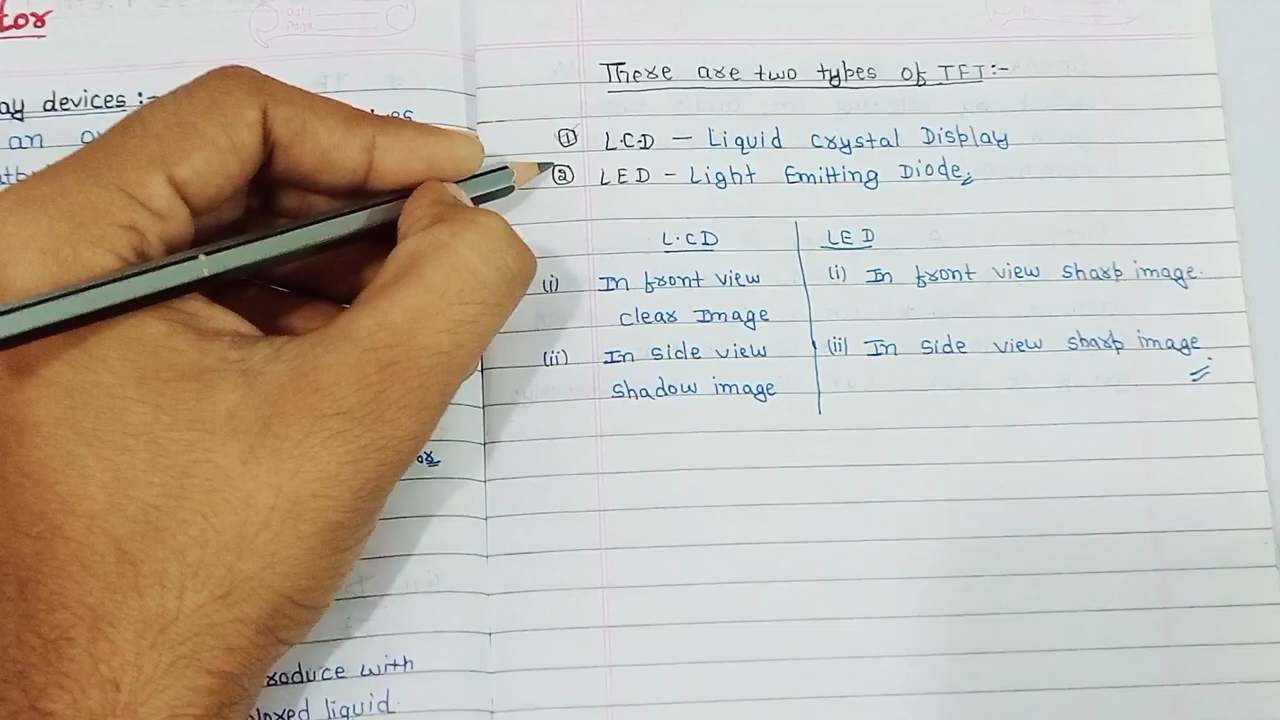 tor
Date
Page
ay devices :-
an
roduce with
liquid.
There are two types of TFT:-
① L.C.D – Liquid Crystal Display
② LED – Light Emitting Diode
L.CD LED
(i) In front view (i) In front view sharp image.
clear Image
(ii) In side view (ii) In side view sharp image
shadow image